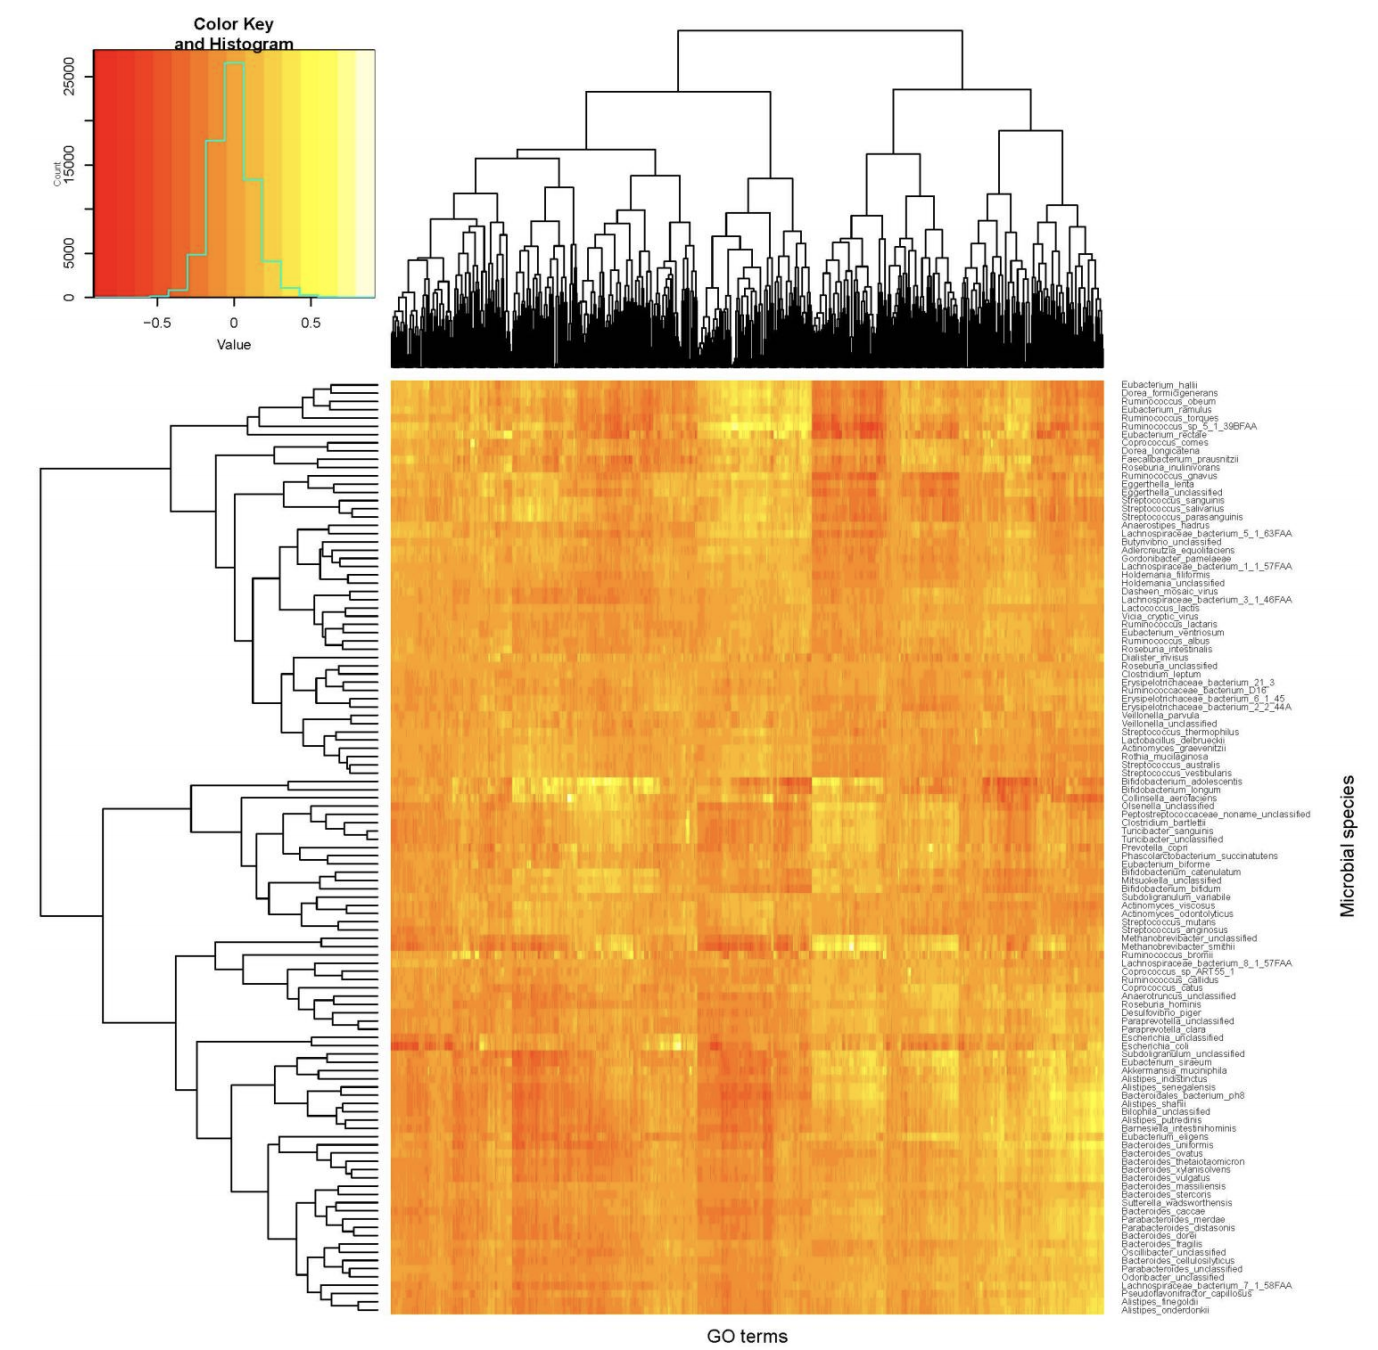 Color Key
and Histogram
Count
0 5000 15000 25000
−0.5 0 0.5
Value
Eubacterium_hallii
Dorea_formicigenerans
Ruminococcus_obeum
Eubacterium_ramulus
Ruminococcus_torques
Ruminococcus_sp_5_1_39BFAA
Eubacterium_rectale
Coprococcus_comes
Dorea_longicatena
Faecalibacterium_prausnitzii
Roseburia_inulinivorans
Ruminococcus_gnavus
Eggerthella_lenta
Eggerthella_unclassified
Streptococcus_sanguinis
Streptococcus_salivarius
Streptococcus_parasanguinis
Anaerostipes_hadrus
Lachnospiraceae_bacterium_5_1_63FAA
Butyrivibrio_unclassified
Adlercreutzia_equolifaciens
Gordonibacter_pamelaeae
Lachnospiraceae_bacterium_1_1_57FAA
Holdemania_filiformis
Holdemania_unclassified
Dasheen_mosaic_virus
Lachnospiraceae_bacterium_3_1_46FAA
Lactococcus_lactis
Vicia_cryptic_virus
Ruminococcus_lactaris
Eubacterium_ventriosum
Ruminococcus_albus
Roseburia_intestinalis
Dialister_invisus
Roseburia_unclassified
Clostridium_leptum
Erysipelotrichaceae_bacterium_21_3
Ruminococcaceae_bacterium_D16
Erysipelotrichaceae_bacterium_6_1_45
Erysipelotrichaceae_bacterium_2_2_44A
Veillonella_parvula
Veillonella_unclassified
Streptococcus_thermophilus
Lactobacillus_delbrueckii
Actinomyces_graevenitzii
Rothia_mucilaginosa
Streptococcus_australis
Streptococcus_vestibularis
Bifidobacterium_adolescentis
Bifidobacterium_longum
Collinsella_aerofaciens
Olsenella_unclassified
Peptostreptococcaceae_noname_unclassified
Clostridium_bartlettii
Turicibacter_sanguinis
Turicibacter_unclassified
Prevotella_copri
Phascolarctobacterium_succinatutens
Eubacterium_biforme
Bifidobacterium_catenulatum
Mitsuokella_unclassified
Bifidobacterium_bifidum
Subdoligranulum_variabile
Actinomyces_viscosus
Actinomyces_odontolyticus
Streptococcus_mutans
Streptococcus_anginosus
Methanobrevibacter_unclassified
Methanobrevibacter_smithii
Ruminococcus_bromii
Lachnospiraceae_bacterium_8_1_57FAA
Coprococcus_sp_ART55_1
Ruminococcus_callidus
Coprococcus_catus
Anaerotruncus_unclassified
Roseburia_hominis
Desulfovibrio_piger
Paraprevotella_unclassified
Paraprevotella_clara
Escherichia_unclassified
Escherichia_coli
Subdoligranulum_unclassified
Eubacterium_siraeum
Akkermansia_muciniphila
Alistipes_indistinctus
Alistipes_senegalensis
Bacteroidales_bacterium_ph8
Alistipes_shahii
Bilophila_unclassified
Alistipes_putredinis
Barnesiella_intestinihominis
Eubacterium_eligens
Bacteroides_uniformis
Bacteroides_ovatus
Bacteroides_thetaiotaomicron
Bacteroides_xylanisolvens
Bacteroides_vulgatus
Bacteroides_massiliensis
Bacteroides_stercoris
Sutterella_wadsworthensis
Bacteroides_caccae
Parabacteroides_merdae
Parabacteroides_distasonis
Bacteroides_dorei
Bacteroides_fragilis
Oscillibacter_unclassified
Bacteroides_cellulosilyticus
Parabacteroides_unclassified
Odoribacter_unclassified
Lachnospiraceae_bacterium_7_1_58FAA
Pseudoflavonifractor_capillosus
Alistipes_finegoldii
Alistipes_onderdonkii
Microbial species
GO terms